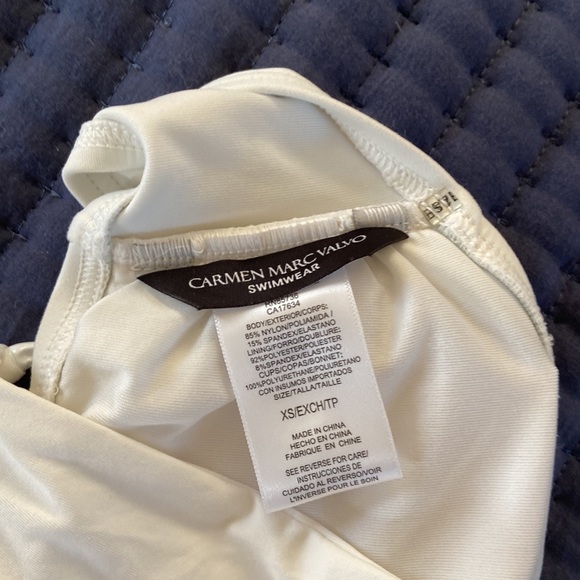 CARMEN MARC VALVO
SWIMWEAR
CA17634
BODY/EXTERIOR/CORPS:
85% NYLON/POLIAMIDA/
15% SPANDEX/ELASTANO
LINING/FORRO/DOUBLURE:
92%POLYESTER/POLIESTER
8%SPANDEX/ELASTANO
CUPS/COPAS/BONNET:
100%POLYURETHANE/POLIURETANO
CON INSUMOS IMPORTADOS
SIZE/TALLA/TAILLE
XS/EXCH/TP
MADE IN CHINA
HECHO EN CHINA
FABRIQUE EN CHINE
SEE REVERSE FOR CARE/
INSTRUCCIONES DE
CUIDADO AL REVERSO/VOIR
L'INVERSE POUR LE SOIN